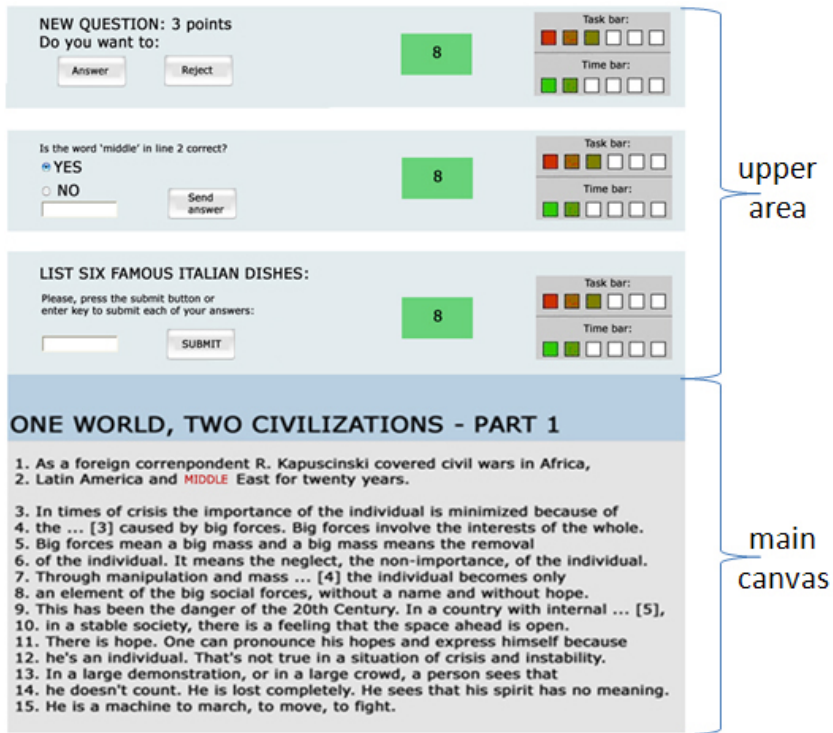 NEW QUESTION: 3 points
Do you want to:
Answer
Reject
8
Task bar:
Time bar:
Is the word 'middle' in line 2 correct?
YES
NO
Send
answer
8
Task bar:
Time bar:
upper
area
LIST SIX FAMOUS ITALIAN DISHES:
Please, press the submit button or
enter key to submit each of your answers:
SUBMIT
8
Task bar:
Time bar:
ONE WORLD, TWO CIVILIZATIONS - PART 1
1. As a foreign correnpondent R. Kapuscinski covered civil wars in Africa,
2. Latin America and MIDDLE East for twenty years.
3. In times of crisis the importance of the individual is minimized because of
4. the ... [3] caused by big forces. Big forces involve the interests of the whole.
5. Big forces mean a big mass and a big mass means the removal
6. of the individual. It means the neglect, the non-importance, of the individual.
7. Through manipulation and mass ... [4] the individual becomes only
8. an element of the big social forces, without a name and without hope.
9. This has been the danger of the 20th Century. In a country with internal ... [5],
10. in a stable society, there is a feeling that the space ahead is open.
11. There is hope. One can pronounce his hopes and express himself because
12. he's an individual. That's not true in a situation of crisis and instability.
13. In a large demonstration, or in a large crowd, a person sees that
14. he doesn't count. He is lost completely. He sees that his spirit has no meaning.
15. He is a machine to march, to move, to fight.
main
canvas